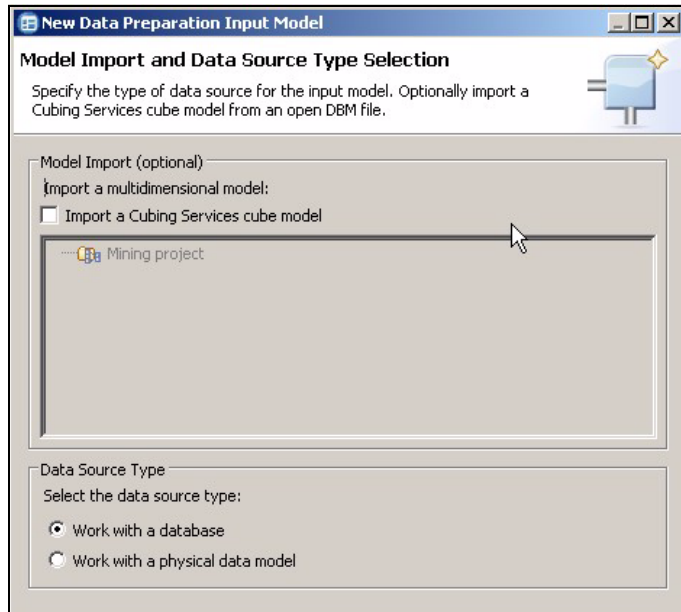 New Data Preparation Input Model
Model Import and Data Source Type Selection
Specify the type of data source for the input model. Optionally import a
Cubing Services cube model from an open DBM file.
Model Import (optional)
Import a multidimensional model:
Import a Cubing Services cube model
Mining project
Data Source Type
Select the data source type:
Work with a database
Work with a physical data model